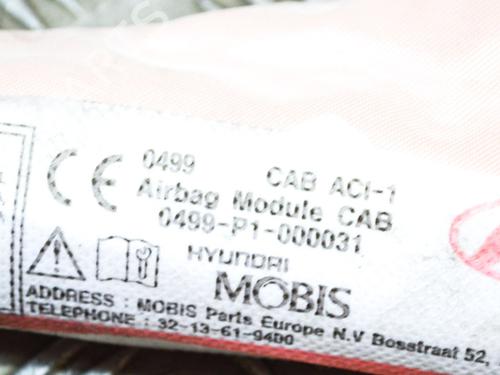 CE 0499 CAB ACI-1
Airbag Module CAB
0499-P1-000031
HYUNDAI
MOBIS
ADDRESS : MOBIS Parts Europe N.V Bosstraat 52,
TELEPHONE : 32-13-61-9400